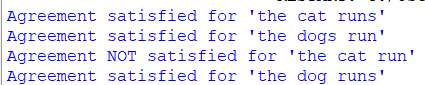 Agreement satisfied for 'the cat runs'
Agreement satisfied for 'the dogs run'
Agreement NOT satisfied for 'the cat run'
Agreement satisfied for 'the dog runs'